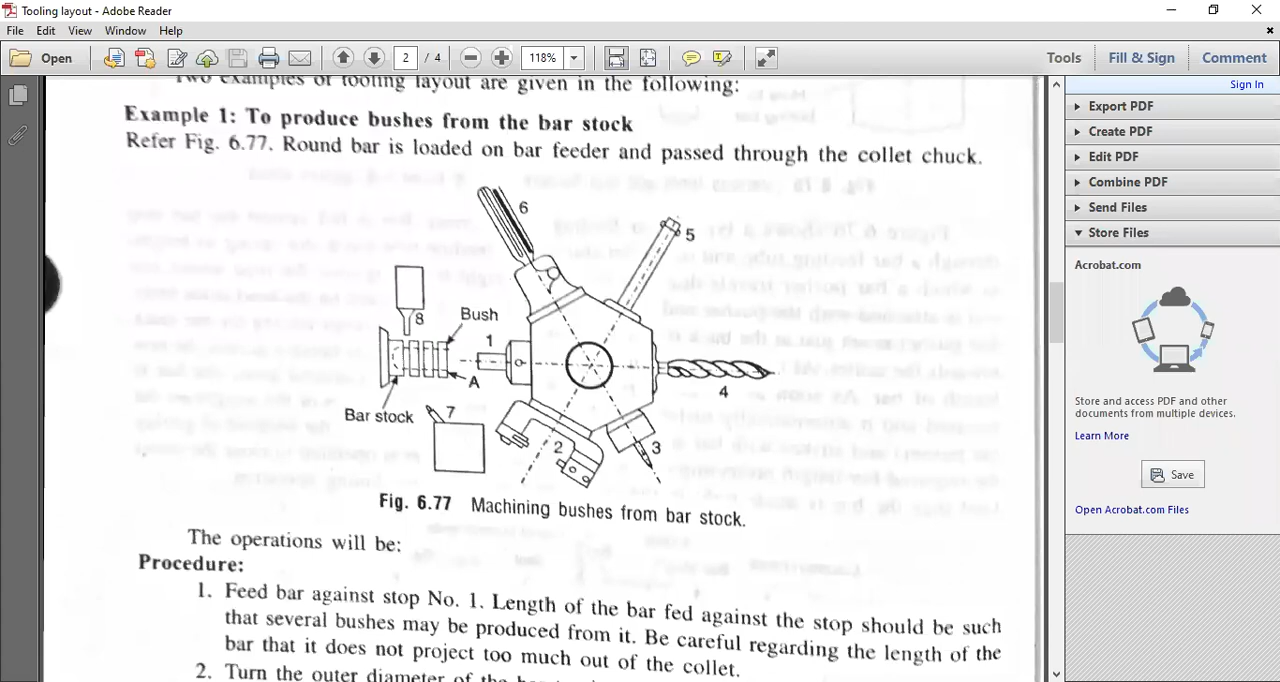 Tooling layout - Adobe Reader
File Edit View Window Help
Open
2 / 4
118%
Tools
Fill & Sign
Comment
Sign In
Export PDF
Create PDF
Edit PDF
Combine PDF
Send Files
Store Files
Acrobat.com
Store and access PDF and other
documents from multiple devices.
Learn More
Save
Open Acrobat.com Files
Two examples of tooling layout are given in the following:
Example 1: To produce bushes from the bar stock
Refer Fig. 6.77. Round bar is loaded on bar feeder and passed through the collet chuck.
6
5
8
Bush
1
A
4
Bar stock
7
2
3
Fig. 6.77 Machining bushes from bar stock.
The operations will be:
Procedure:
1. Feed bar against stop No. 1. Length of the bar fed against the stop should be such
that several bushes may be produced from it. Be careful regarding the length of the
bar that it does not project too much out of the collet.
2. Turn the outer diameter of the